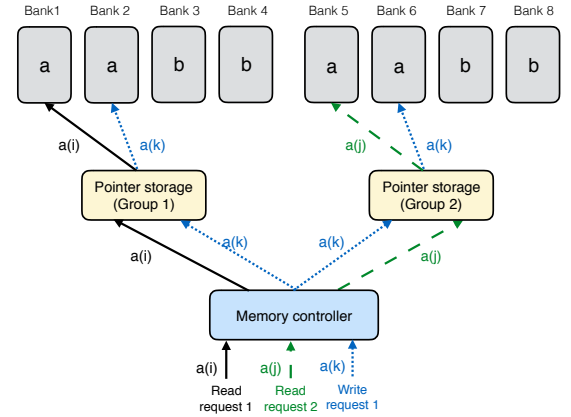 Bank1 Bank 2 Bank 3 Bank 4 Bank 5 Bank 6 Bank 7 Bank 8
a a b b a a b b
a(i) a(k) a(j) a(k)
Pointer storage
(Group 1)
Pointer storage
(Group 2)
a(i) a(k) a(k) a(j)
Memory controller
a(i) a(j) a(k)
Read
request 1
Read
request 2
Write
request 1